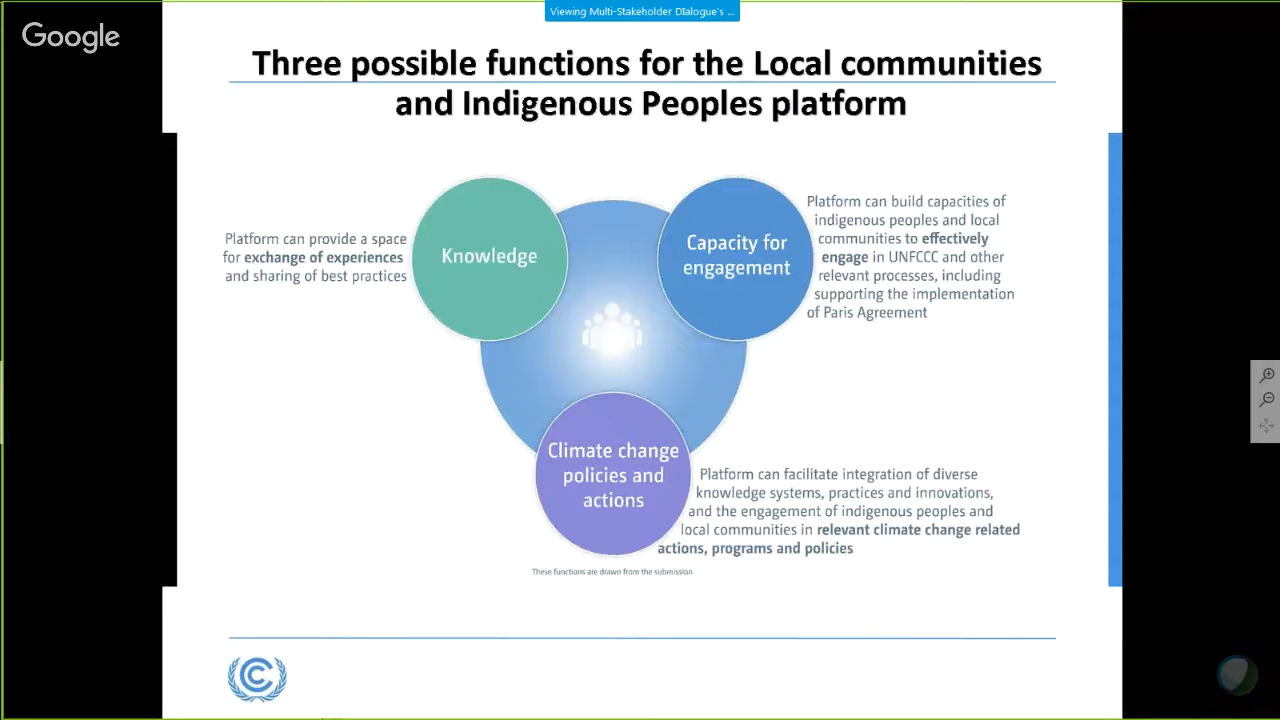 Viewing Multi-Stakeholder DIalogue's ...
Google
Three possible functions for the Local communities
and Indigenous Peoples platform
Platform can provide a space
for exchange of experiences
and sharing of best practices
Knowledge
Capacity for
engagement
Platform can build capacities of
indigenous peoples and local
communities to effectively
engage in UNFCCC and other
relevant processes, including
supporting the implementation
of Paris Agreement
Climate change
policies and
actions
Platform can facilitate integration of diverse
knowledge systems, practices and innovations,
and the engagement of indigenous peoples and
local communities in relevant climate change related
actions, programs and policies
These functions are drawn from the submission